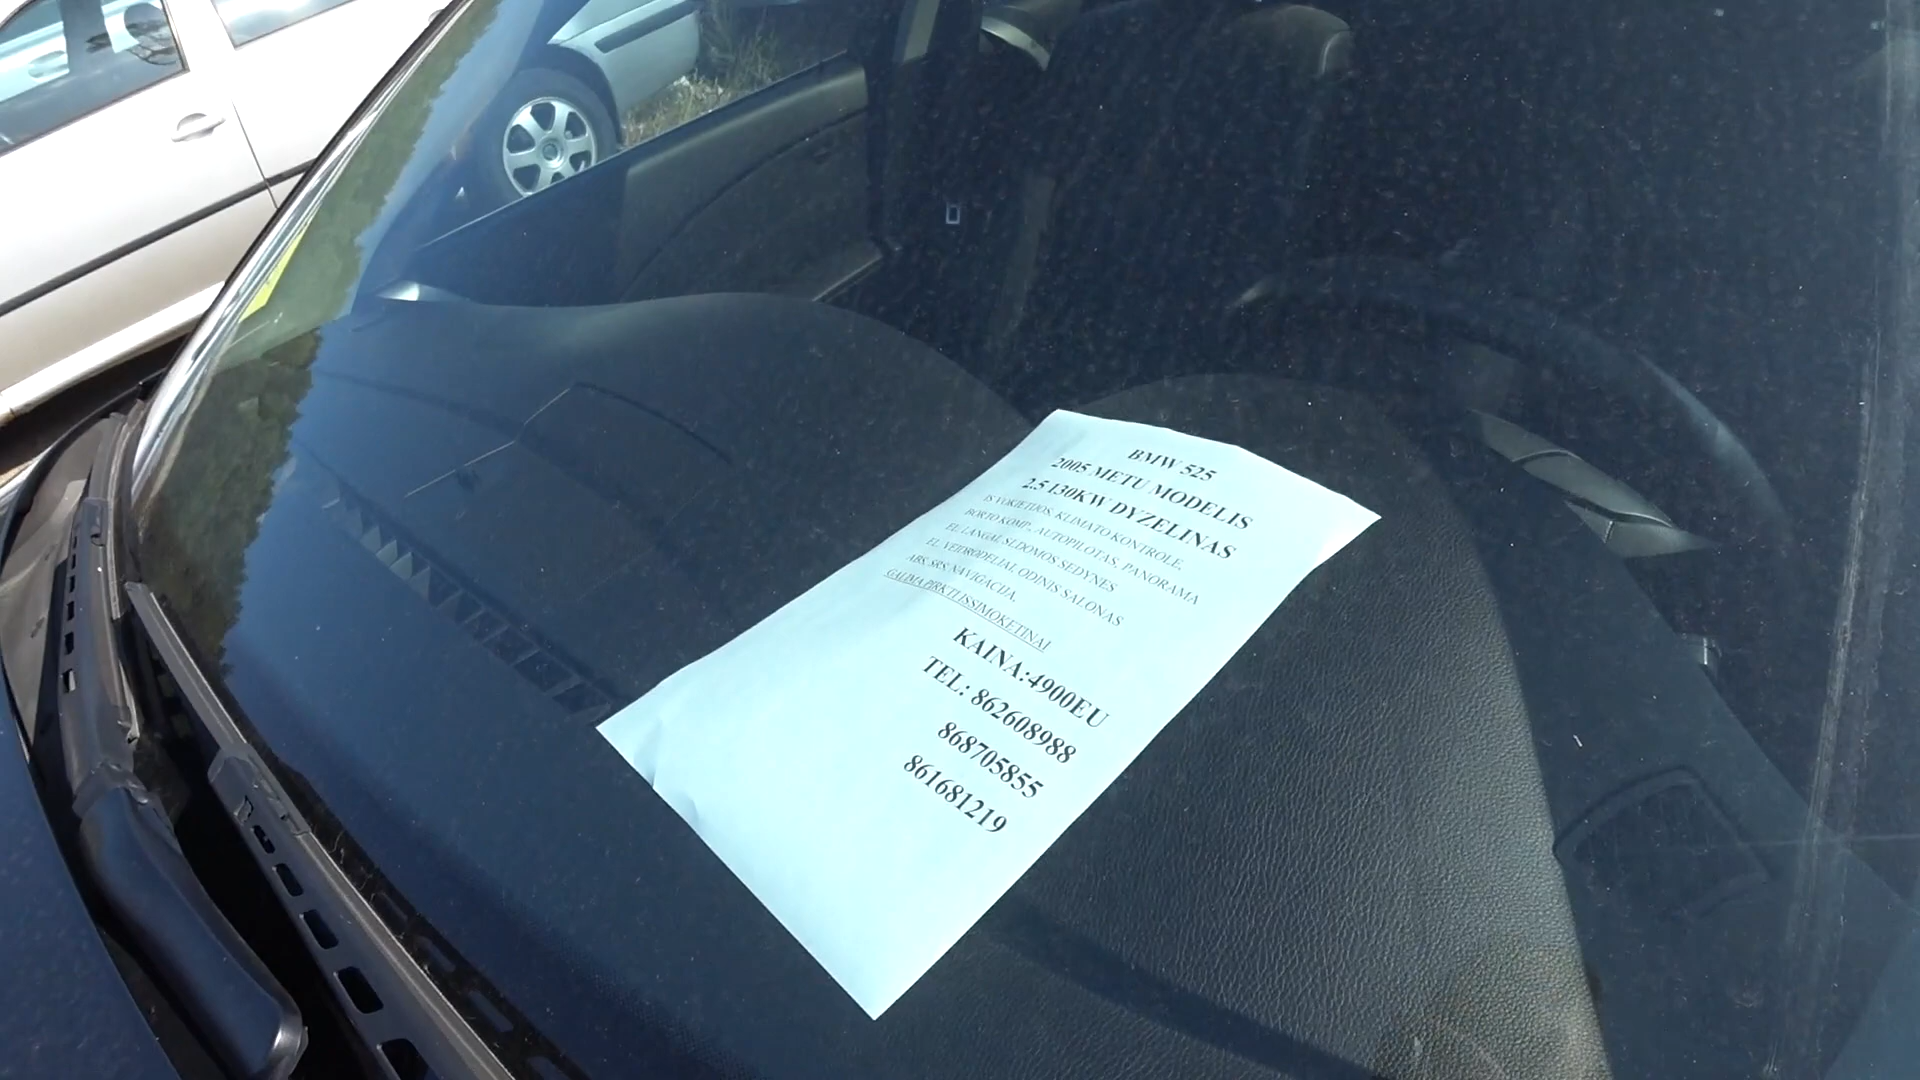 BMW 525
2005 METU MODELIS
2.5 130KW DYZELINAS
IS VOKIETIJOS, KLIMATO KONTROLE,
BORTO KOMP., AUTOPILOTAS, PANORAMA
EL. LANGAI, SLDOMOS SEDYNES
EL. VEIDRODELIAI, ODINIS SALONAS
ABS, SRS, NAVIGACIJA.
GALIMA PIRKTI ISSIMOKETINAI
KAINA:4900EU
TEL: 862608988
868705855
861681219